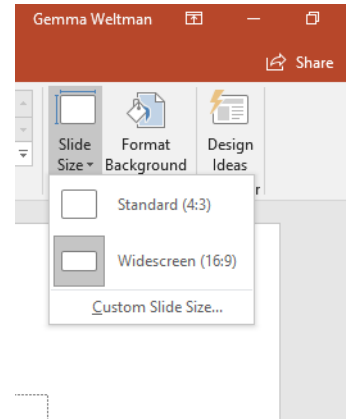 Gemma Weltman
Share
Slide Size
Format Background
Design Ideas
r
Standard (4:3)
Widescreen (16:9)
Custom Slide Size...